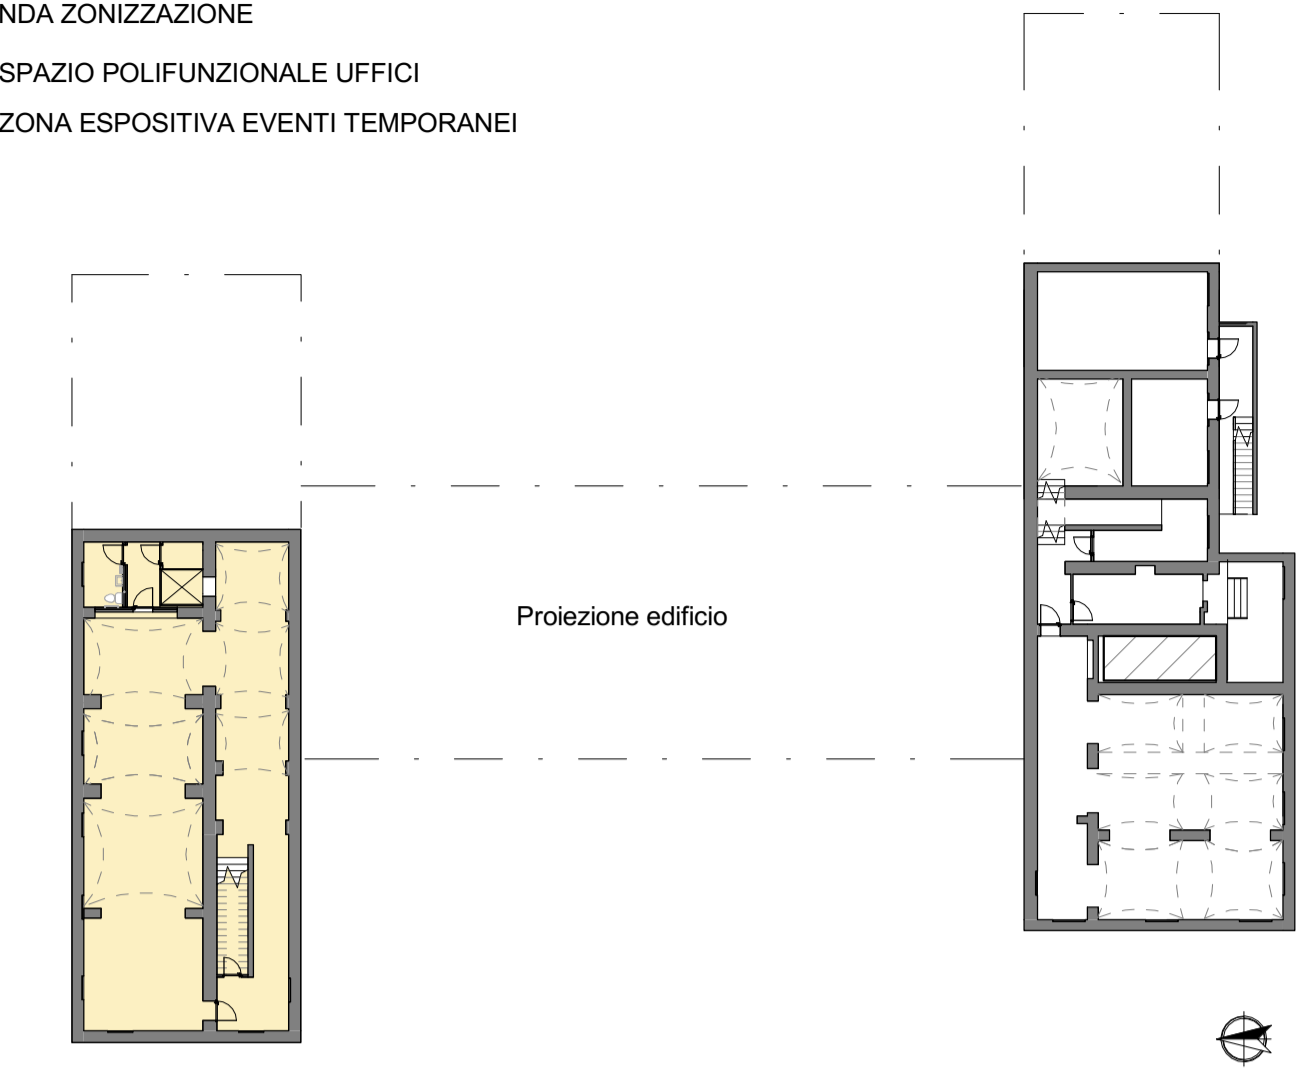 NDA ZONIZZAZIONE
SPAZIO POLIFUNZIONALE UFFICI
ZONA ESPOSITIVA EVENTI TEMPORANEI
Proiezione edificio